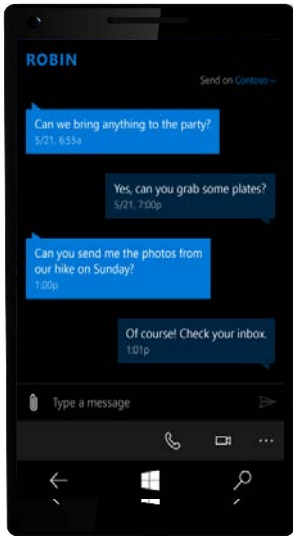 ROBIN
Send on Contoso
Can we bring anything to the party?
5/21, 6:55a
Yes, can you grab some plates?
5/21, 7:00p
Can you send me the photos from
our hike on Sunday?
1:00p
Of course! Check your inbox.
1:01p
Type a message